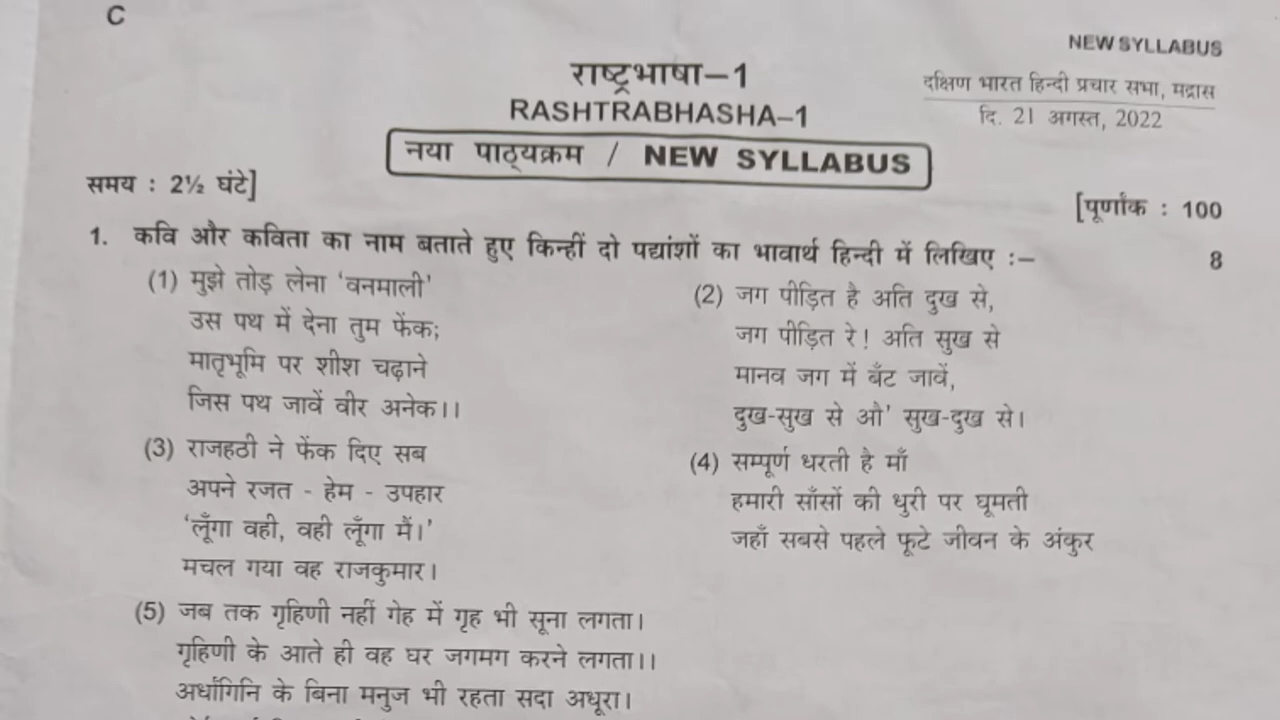 C
NEW SYLLABUS
राष्ट्रभाषा–1
दक्षिण भारत हिन्दी प्रचार सभा, मद्रास
RASHTRABHASHA–1
दि. 21 अगस्त, 2022
नया पाठ्यक्रम / NEW SYLLABUS
समय : 2½ घंटे]
[पूर्णांक : 100
1. कवि और कविता का नाम बताते हुए किन्हीं दो पद्यांशों का भावार्थ हिन्दी में लिखिए :– 8
(1) मुझे तोड़ लेना ‘वनमाली’
उस पथ में देना तुम फेंक;
मातृभूमि पर शीश चढ़ाने
जिस पथ जावें वीर अनेक।।
(2) जग पीड़ित है अति दुख से,
जग पीड़ित रे! अति सुख से
मानव जग में बँट जावें,
दुख-सुख से औ’ सुख-दुख से।
(3) राजहठी ने फेंक दिए सब
अपने रजत - हेम - उपहार
‘लूँगा वही, वही लूँगा मैं।’
मचल गया वह राजकुमार।
(4) सम्पूर्ण धरती है माँ
हमारी साँसों की धुरी पर घूमती
जहाँ सबसे पहले फूटे जीवन के अंकुर
(5) जब तक गृहिणी नहीं गेह में गृह भी सूना लगता।
गृहिणी के आते ही वह घर जगमग करने लगता।।
अर्धांगिनि के बिना मनुज भी रहता सदा अधूरा।